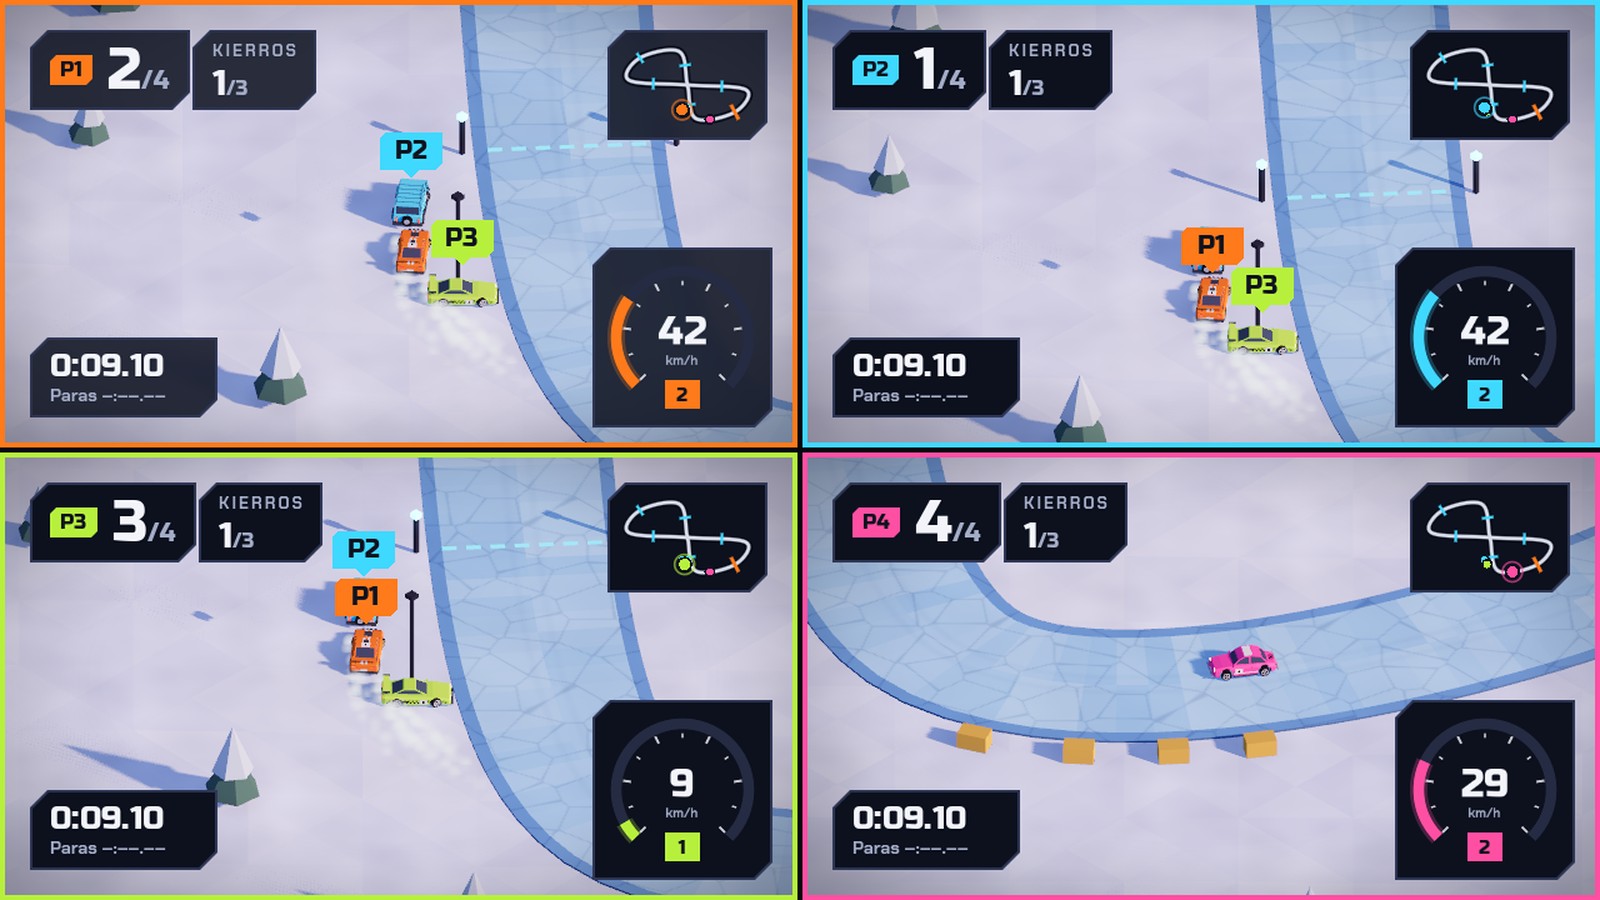 P1 2/4
KIERROS
1/3
P2
P3
42
km/h
2
0:09.10
Paras –:––.––
P2 1/4
KIERROS
1/3
P1
P3
42
km/h
2
0:09.10
Paras –:––.––
P3 3/4
KIERROS
1/3
P2
P1
9
km/h
1
0:09.10
Paras –:––.––
P4 4/4
KIERROS
1/3
29
km/h
2
0:09.10
Paras –:––.––